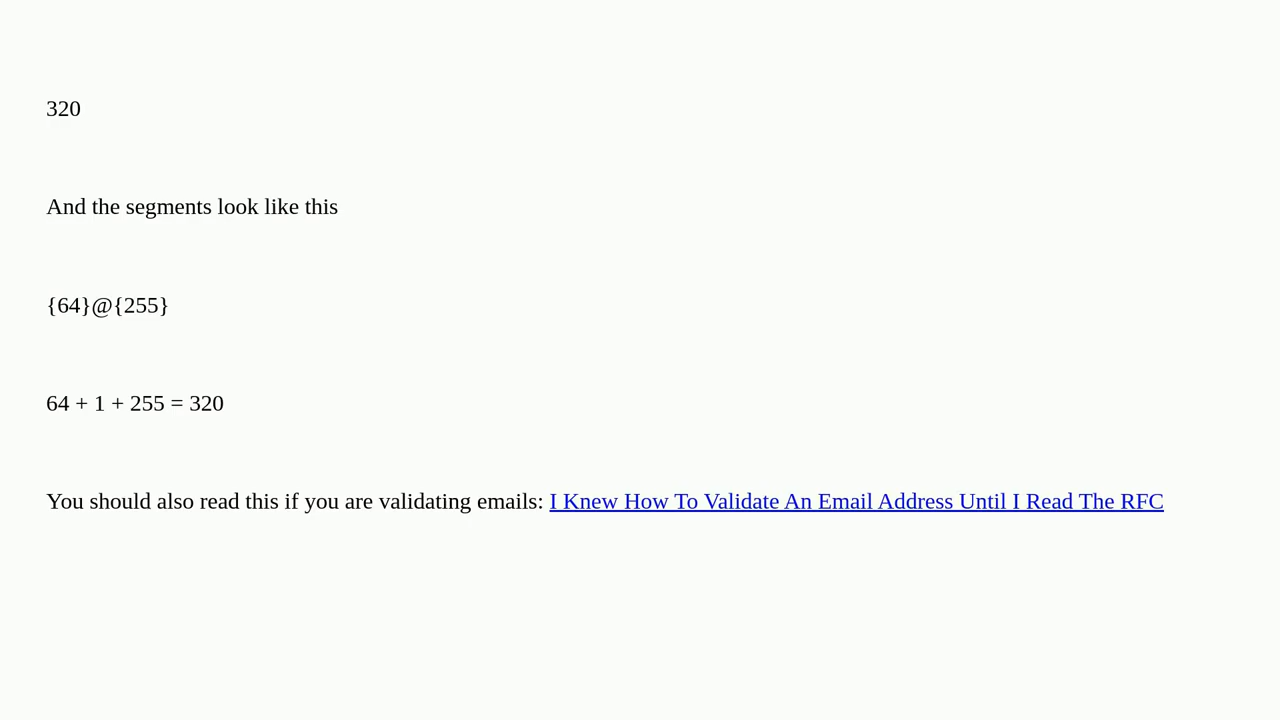 320
And the segments look like this
{64}@{255}
64 + 1 + 255 = 320
You should also read this if you are validating emails: I Knew How To Validate An Email Address Until I Read The RFC